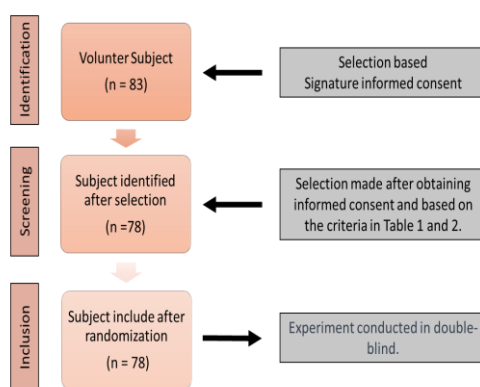 Identification
Volunter Subject
(n = 83)
Selection based
Signature informed consent
Screening
Subject identified
after selection
(n =78)
Selection made after obtaining
informed consent and based on
the criteria in Table 1 and 2.
Inclusion
Subject include after
randomization
(n = 78)
Experiment conducted in double-
blind.